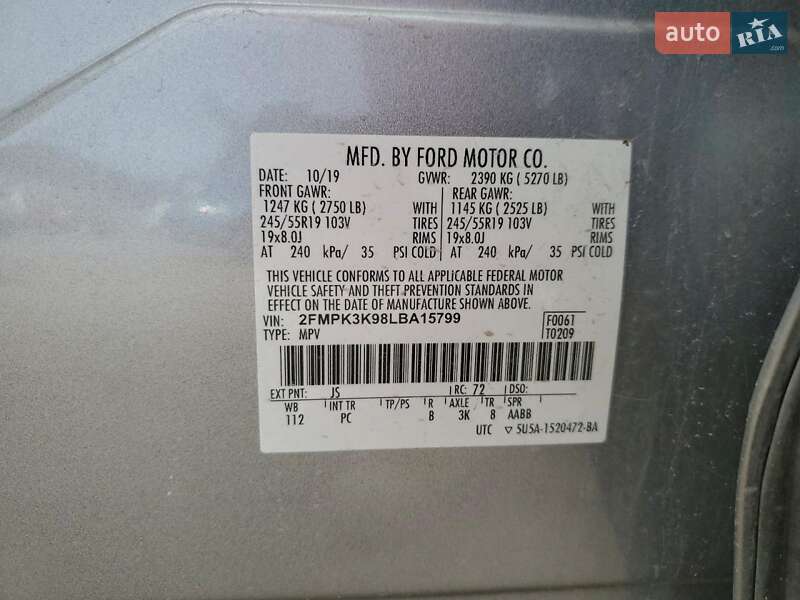 auto RIA .com
MFD. BY FORD MOTOR CO.
DATE: 10/19 GVWR: 2390 KG ( 5270 LB)
FRONT GAWR: REAR GAWR:
1247 KG ( 2750 LB) WITH 1145 KG ( 2525 LB) WITH
245/55R19 103V TIRES 245/55R19 103V TIRES
19x8.0J RIMS 19x8.0J RIMS
AT 240 kPa/ 35 PSI COLD AT 240 kPa/ 35 PSI COLD
THIS VEHICLE CONFORMS TO ALL APPLICABLE FEDERAL MOTOR
VEHICLE SAFETY AND THEFT PREVENTION STANDARDS IN
EFFECT ON THE DATE OF MANUFACTURE SHOWN ABOVE.
VIN: 2FMPK3K98LBA15799 F0061
TYPE: MPV T0209
EXT PNT: JS RC: 72 DSO:
WB INT TR TP/PS R AXLE TR SPR
112 PC B 3K 8 AABB
UTC ▽ 5U5A-1520472-BA